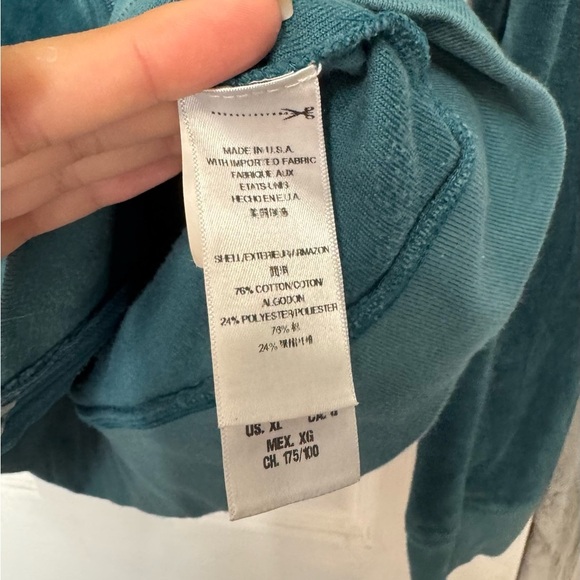 MADE IN U.S.A.
WITH IMPORTED FABRIC
FABRIQUE AUX
ETATS-UNIS
HECHO EN E.U.A.
SHELL/EXTERIEUR/ARMAZON
76% COTTON/COTON/
ALGODON
24% POLYESTER/POLIESTER
76% 棉
24%
US. XL
MEX. XG
CH. 175/100